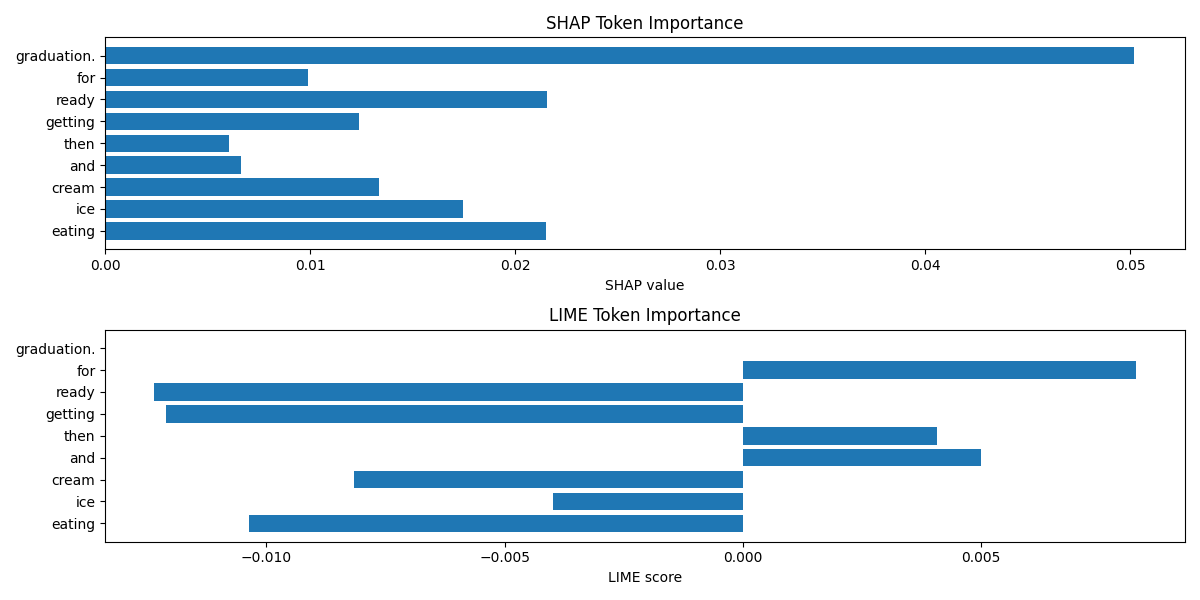 SHAP Token Importance
graduation.
for
ready
getting
then
and
cream
ice
eating
0.00 0.01 0.02 0.03 0.04 0.05
SHAP value
LIME Token Importance
graduation.
for
ready
getting
then
and
cream
ice
eating
−0.010 −0.005 0.000 0.005
LIME score